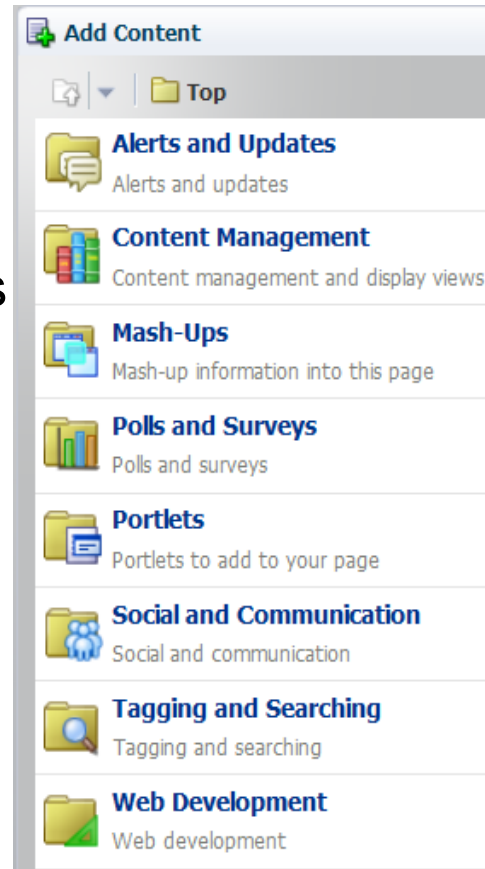 Add Content
Top
Alerts and Updates
Alerts and updates
Content Management
Content management and display views
s
Mash-Ups
Mash-up information into this page
Polls and Surveys
Polls and surveys
Portlets
Portlets to add to your page
Social and Communication
Social and communication
Tagging and Searching
Tagging and searching
Web Development
Web development